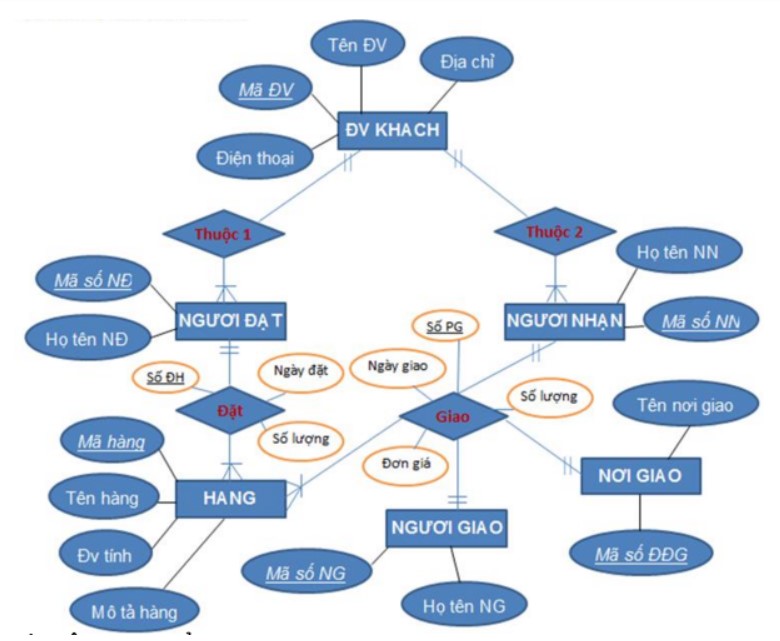 Tên ĐV
Địa chỉ
Mã ĐV
ĐV KHACH
Điện thoại
Thuộc 1
Thuộc 2
Họ tên NN
Mã số NĐ
NGƯƠI ĐẠT
NGƯƠI NHẠN
Mã số NN
Họ tên NĐ
Số PG
Số ĐH
Ngày đặt
Ngày giao
Số lượng
Đặt
Giao
Tên nơi giao
Mã hàng
Số lượng
Đơn giá
NƠI GIAO
Tên hàng
HANG
NGƯƠI GIAO
Đv tính
Mã số NG
Mã số ĐĐG
Mô tả hàng
Họ tên NG